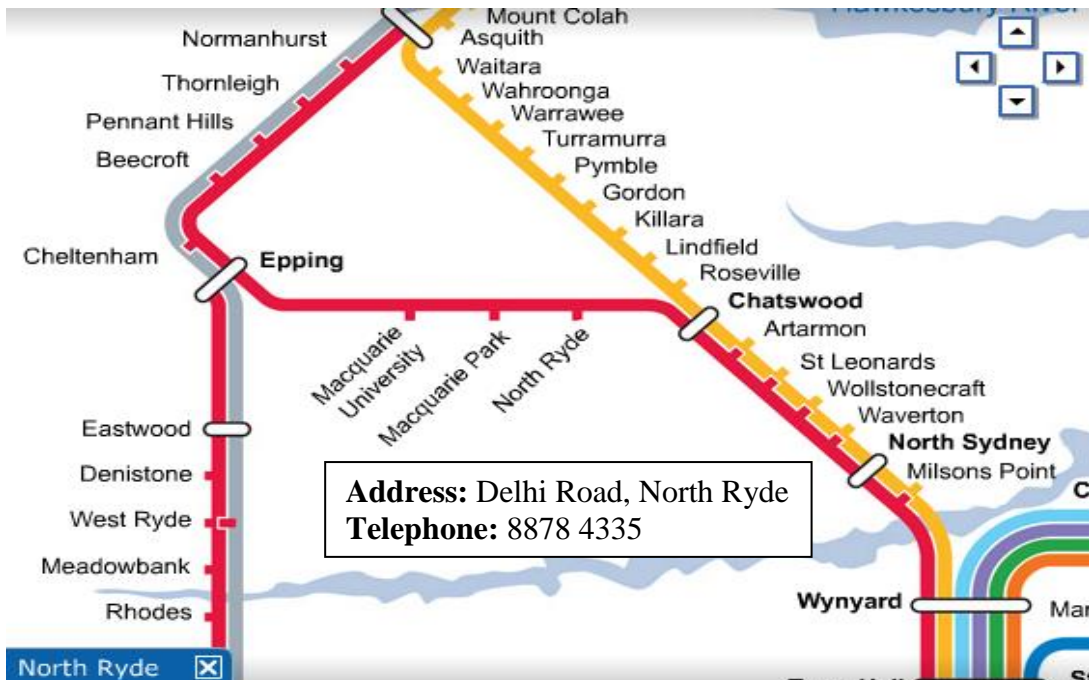 Mount Colah
Normanhurst
Asquith
Waitara
Thornleigh
Wahroonga
Warrawee
Pennant Hills
Turramurra
Beecroft
Pymble
Gordon
Killara
Cheltenham
Epping
Lindfield
Roseville
Chatswood
Artarmon
Macquarie
University
Macquarie Park
North Ryde
St Leonards
Wollstonecraft
Waverton
Eastwood
North Sydney
Denistone
Milsons Point
Address: Delhi Road, North Ryde
Telephone: 8878 4335
West Ryde
Meadowbank
Rhodes
Wynyard
North Ryde